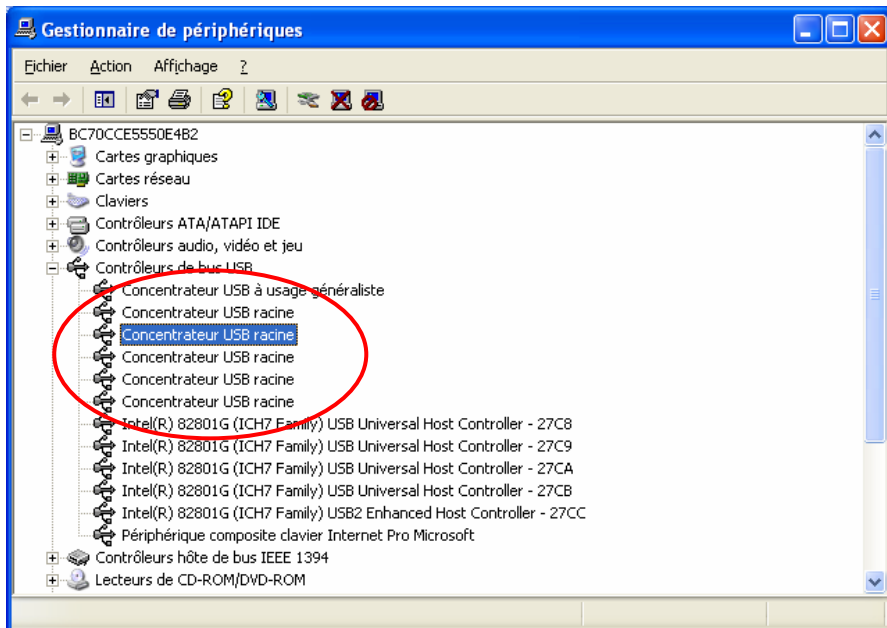 Gestionnaire de périphériques
Fichier Action Affichage ?
BC70CCE5550E4B2
Cartes graphiques
Cartes réseau
Claviers
Contrôleurs ATA/ATAPI IDE
Contrôleurs audio, vidéo et jeu
Contrôleurs de bus USB
Concentrateur USB à usage généraliste
Concentrateur USB racine
Concentrateur USB racine
Concentrateur USB racine
Concentrateur USB racine
Concentrateur USB racine
Intel(R) 82801G (ICH7 Family) USB Universal Host Controller - 27C8
Intel(R) 82801G (ICH7 Family) USB Universal Host Controller - 27C9
Intel(R) 82801G (ICH7 Family) USB Universal Host Controller - 27CA
Intel(R) 82801G (ICH7 Family) USB Universal Host Controller - 27CB
Intel(R) 82801G (ICH7 Family) USB2 Enhanced Host Controller - 27CC
Périphérique composite clavier Internet Pro Microsoft
Contrôleurs hôte de bus IEEE 1394
Lecteurs de CD-ROM/DVD-ROM